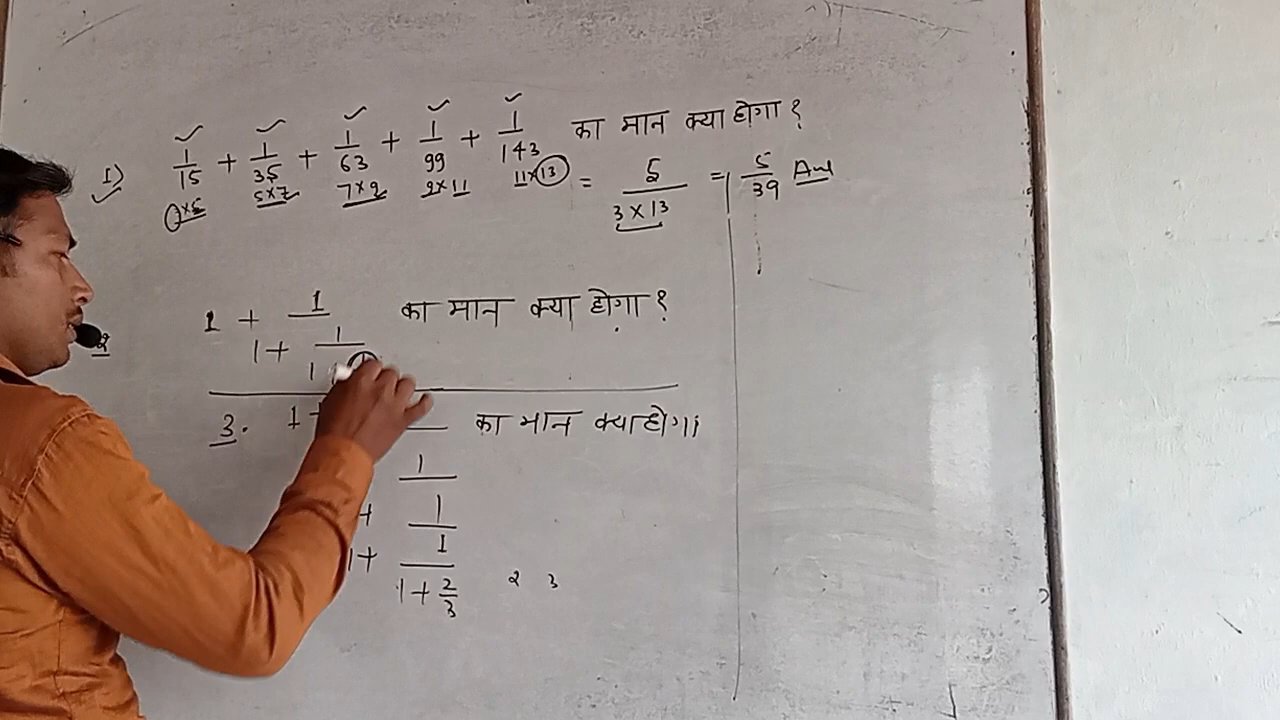 1) 1/15 + 1/35 + 1/63 + 1/99 + 1/143 का मान क्या होगा ?
5×7 7×9 9×11 11×13 = 5/(3×13) = 5/39 Ans
2 1 + 1 का मान क्या होगा ?
1 + 1
1
3. 1+ का मान क्या होगा
1
+ 1
1+ 1
1 + 2/3 2 3